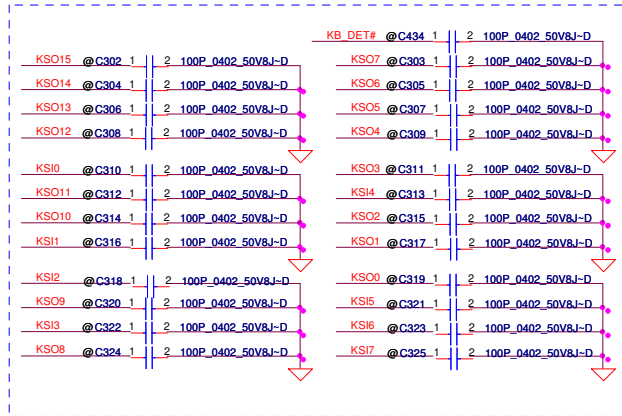 KB_DET# @C434 1 2 100P_0402_50V8J~D
KSO15 @C302 1 2 100P_0402_50V8J~D
KSO14 @C304 1 2 100P_0402_50V8J~D
KSO13 @C306 1 2 100P_0402_50V8J~D
KSO12 @C308 1 2 100P_0402_50V8J~D
KSO7 @C303 1 2 100P_0402_50V8J~D
KSO6 @C305 1 2 100P_0402_50V8J~D
KSO5 @C307 1 2 100P_0402_50V8J~D
KSO4 @C309 1 2 100P_0402_50V8J~D
KSI0 @C310 1 2 100P_0402_50V8J~D
KSO11 @C312 1 2 100P_0402_50V8J~D
KSO10 @C314 1 2 100P_0402_50V8J~D
KSI1 @C316 1 2 100P_0402_50V8J~D
KSO3 @C311 1 2 100P_0402_50V8J~D
KSI4 @C313 1 2 100P_0402_50V8J~D
KSO2 @C315 1 2 100P_0402_50V8J~D
KSO1 @C317 1 2 100P_0402_50V8J~D
KSI2 @C318 1 2 100P_0402_50V8J~D
KSO9 @C320 1 2 100P_0402_50V8J~D
KSI3 @C322 1 2 100P_0402_50V8J~D
KSO8 @C324 1 2 100P_0402_50V8J~D
KSO0 @C319 1 2 100P_0402_50V8J~D
KSI5 @C321 1 2 100P_0402_50V8J~D
KSI6 @C323 1 2 100P_0402_50V8J~D
KSI7 @C325 1 2 100P_0402_50V8J~D